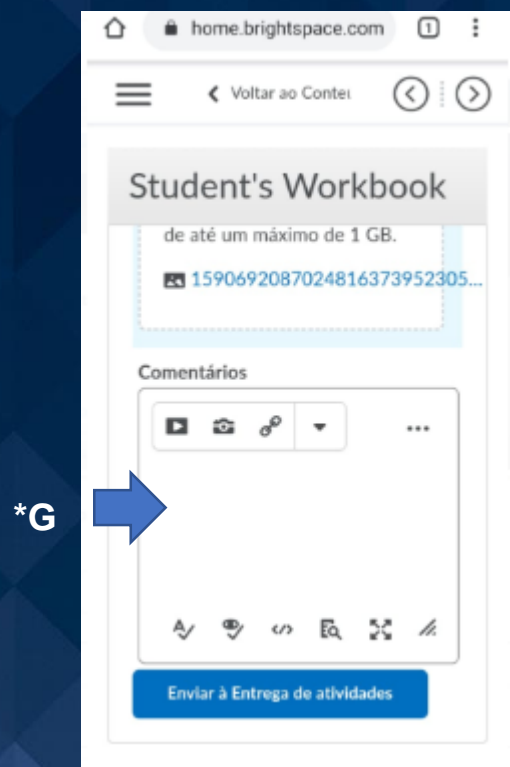 home.brightspace.com 1
Voltar ao Conteı
Student's Workbook
de até um máximo de 1 GB.
1590692087024816373952305...
Comentários
*G
Enviar à Entrega de atividades